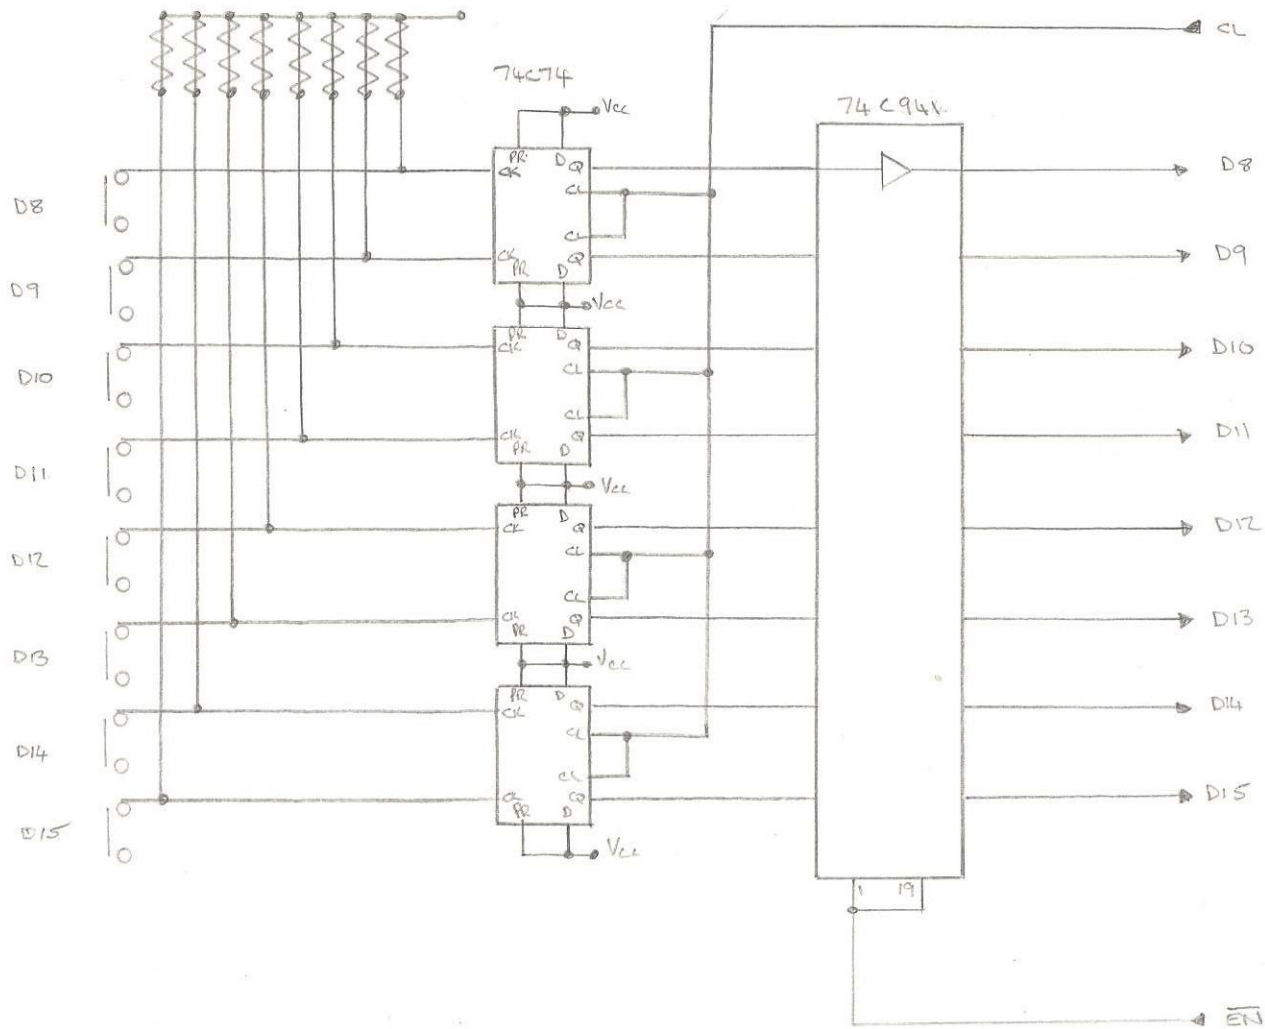 74C74
CL
Vcc
74C941
PR D Q
CK
D8
CL
D8
CL
CK Q
D9
PR D
D9
Vcc
PR D
CK Q
D10
CL
D10
CL
CK Q
D11
PR D
D11
Vcc
PR D
CK Q
D12
CL
D12
CL
CK Q
D13
PR D
D13
Vcc
PR D
CK Q
D14
CL
D14
CL
CK Q
D15
PR D
D15
Vcc
1 19
EN